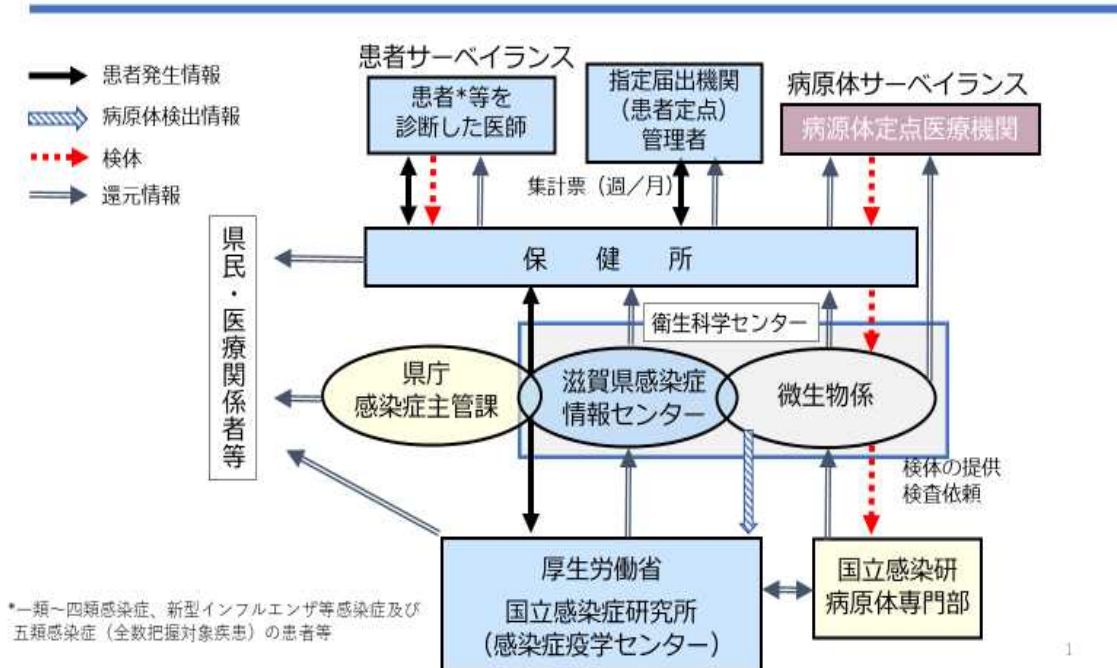 患者発生情報
病原体検出情報
検体
還元情報
患者サーベイランス
患者*等を
診断した医師
指定届出機関
(患者定点)
管理者
病原体サーベイランス
病源体定点医療機関
集計票（週／月）
保　健　所
県民・医療関係者等
衛生科学センター
県庁
感染症主管課
滋賀県感染症
情報センター
微生物係
検体の提供
検査依頼
厚生労働省
国立感染症研究所
(感染症疫学センター)
国立感染研
病原体専門部
*一類～四類感染症、新型インフルエンザ等感染症及び
五類感染症（全数把握対象疾患）の患者等
1